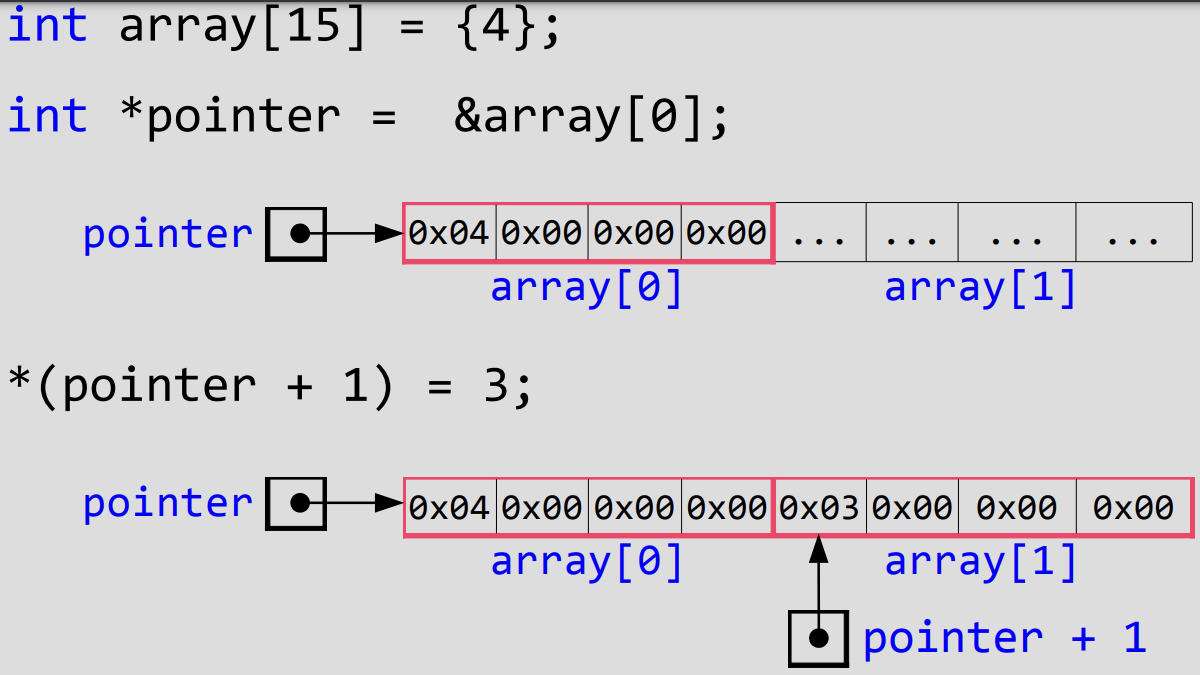 int array[15] = {4};
int *pointer =  &array[0];
pointer 0x04 0x00 0x00 0x00 ... ... ... ...
array[0] array[1]
*(pointer + 1) = 3;
pointer 0x04 0x00 0x00 0x00 0x03 0x00 0x00 0x00
array[0] array[1]
pointer + 1